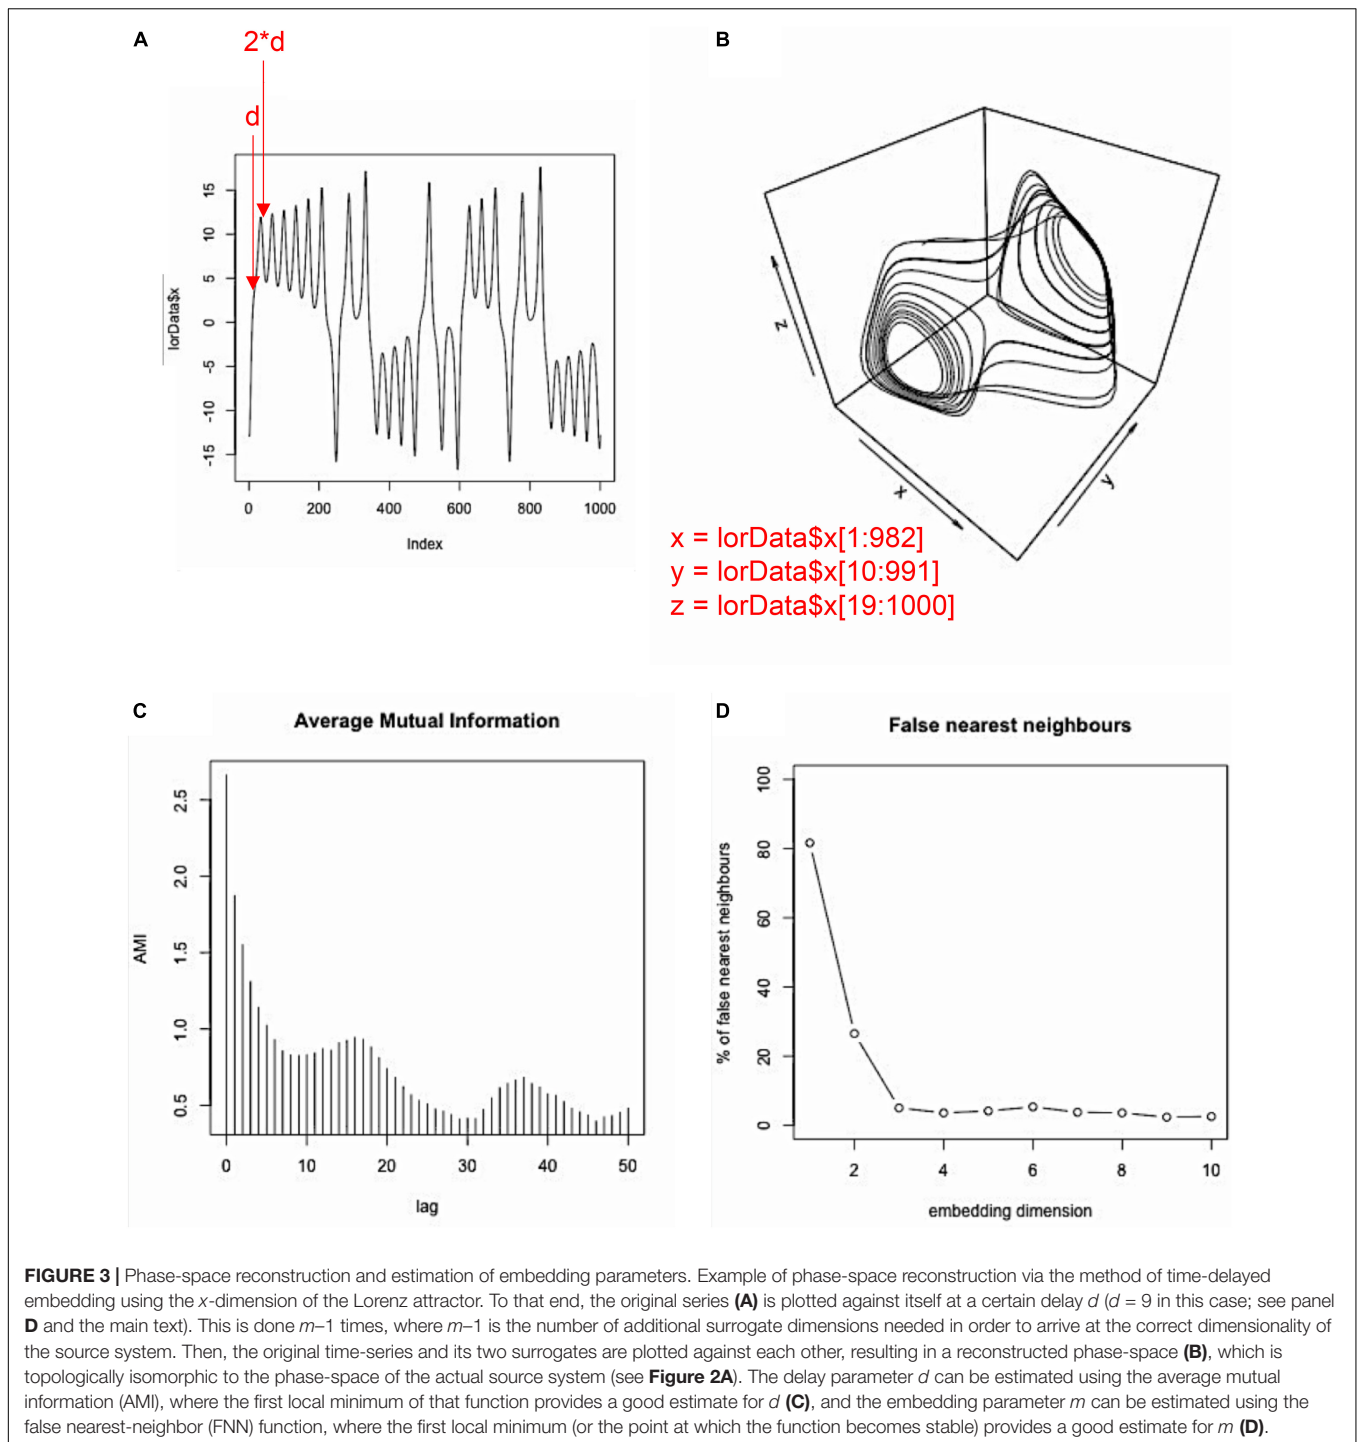 A
2*d
d
15
10
5
0
-5
-10
-15
lorData$x
0 200 400 600 800 1000
Index
B
z
x
y
x = lorData$x[1:982]
y = lorData$x[10:991]
z = lorData$x[19:1000]
C
Average Mutual Information
2.5
2.0
1.5
1.0
0.5
AMI
0 10 20 30 40 50
lag
D
False nearest neighbours
100
80
60
40
20
0
% of false nearest neighbours
2 4 6 8 10
embedding dimension
FIGURE 3 | Phase-space reconstruction and estimation of embedding parameters. Example of phase-space reconstruction via the method of time-delayed
embedding using the x-dimension of the Lorenz attractor. To that end, the original series (A) is plotted against itself at a certain delay d (d = 9 in this case; see panel
D and the main text). This is done m–1 times, where m–1 is the number of additional surrogate dimensions needed in order to arrive at the correct dimensionality of
the source system. Then, the original time-series and its two surrogates are plotted against each other, resulting in a reconstructed phase-space (B), which is
topologically isomorphic to the phase-space of the actual source system (see Figure 2A). The delay parameter d can be estimated using the average mutual
information (AMI), where the first local minimum of that function provides a good estimate for d (C), and the embedding parameter m can be estimated using the
false nearest-neighbor (FNN) function, where the first local minimum (or the point at which the function becomes stable) provides a good estimate for m (D).